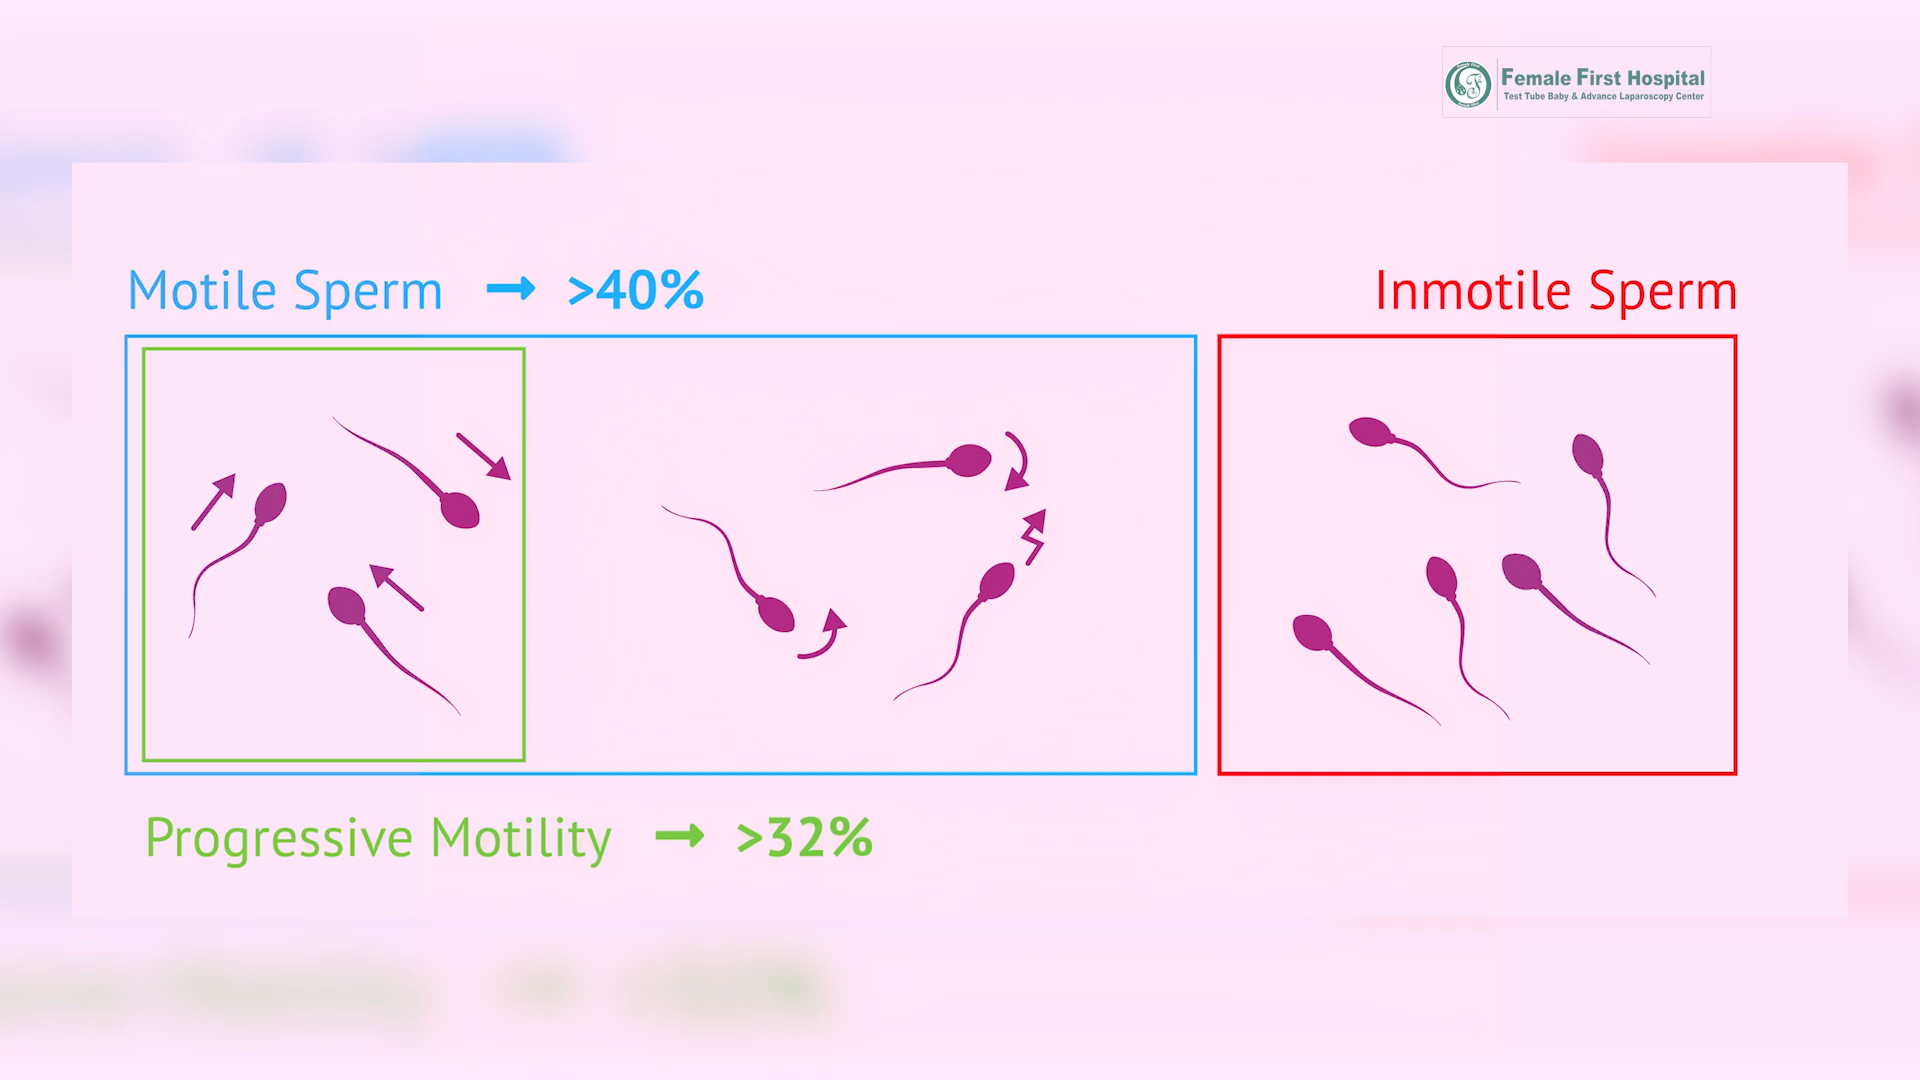 Female First Hospital
Test Tube Baby & Advance Laparoscopy Center
Motile Sperm → >40%
Inmotile Sperm
Progressive Motility → >32%